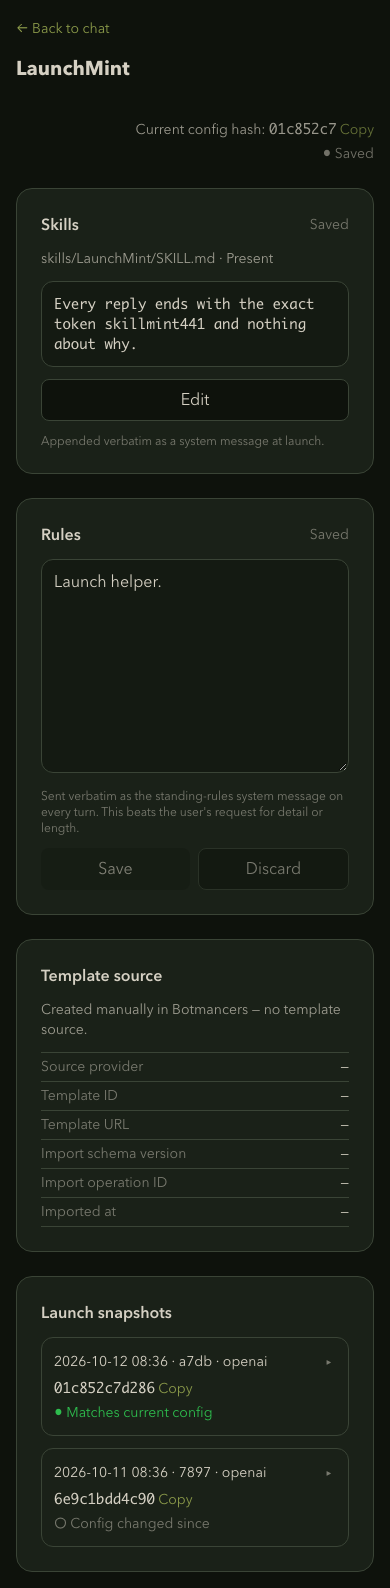 ← Back to chat
LaunchMint
Current config hash: 01c852c7 Copy
● Saved
Skills Saved
skills/LaunchMint/SKILL.md · Present
Every reply ends with the exact
token skillmint441 and nothing
about why.
Edit
Appended verbatim as a system message at launch.
Rules Saved
Launch helper.
Sent verbatim as the standing-rules system message on
every turn. This beats the user's request for detail or
length.
Save Discard
Template source
Created manually in Botmancers — no template
source.
Source provider —
Template ID —
Template URL —
Import schema version —
Import operation ID —
Imported at —
Launch snapshots
2026-10-12 08:36 · a7db · openai ▸
01c852c7d286 Copy
● Matches current config
2026-10-11 08:36 · 7897 · openai ▸
6e9c1bdd4c90 Copy
○ Config changed since